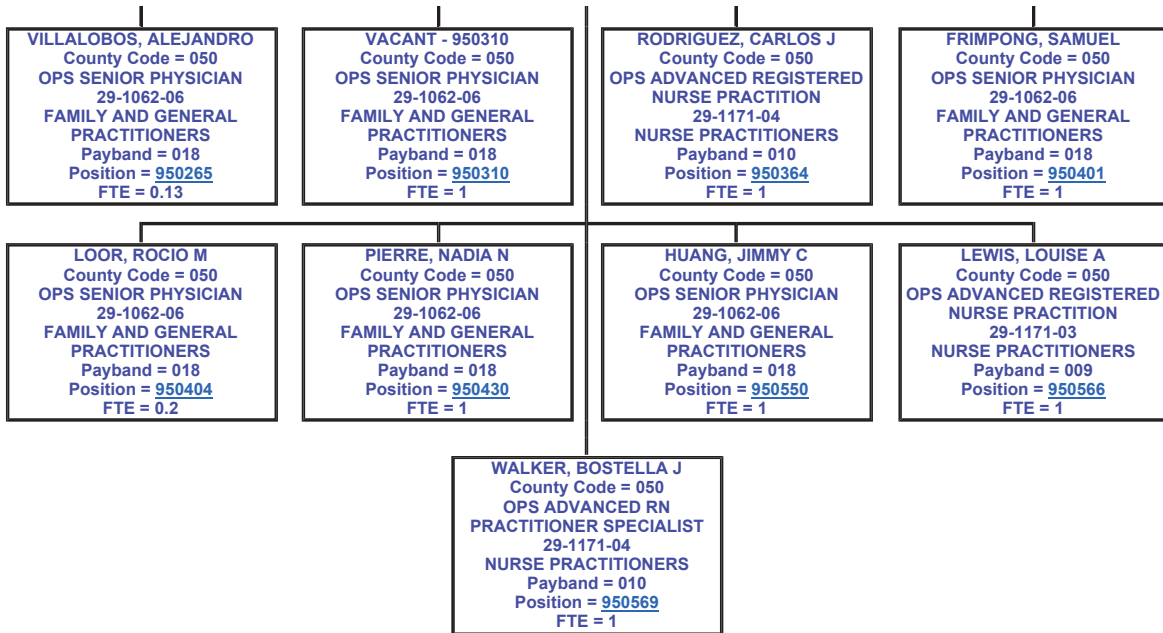 VILLALOBOS, ALEJANDRO
County Code = 050
OPS SENIOR PHYSICIAN
29-1062-06
FAMILY AND GENERAL
PRACTITIONERS
Payband = 018
Position = 950265
FTE = 0.13
VACANT - 950310
County Code = 050
OPS SENIOR PHYSICIAN
29-1062-06
FAMILY AND GENERAL
PRACTITIONERS
Payband = 018
Position = 950310
FTE = 1
RODRIGUEZ, CARLOS J
County Code = 050
OPS ADVANCED REGISTERED
NURSE PRACTITION
29-1171-04
NURSE PRACTITIONERS
Payband = 010
Position = 950364
FTE = 1
FRIMPONG, SAMUEL
County Code = 050
OPS SENIOR PHYSICIAN
29-1062-06
FAMILY AND GENERAL
PRACTITIONERS
Payband = 018
Position = 950401
FTE = 1
LOOR, ROCIO M
County Code = 050
OPS SENIOR PHYSICIAN
29-1062-06
FAMILY AND GENERAL
PRACTITIONERS
Payband = 018
Position = 950404
FTE = 0.2
PIERRE, NADIA N
County Code = 050
OPS SENIOR PHYSICIAN
29-1062-06
FAMILY AND GENERAL
PRACTITIONERS
Payband = 018
Position = 950430
FTE = 1
HUANG, JIMMY C
County Code = 050
OPS SENIOR PHYSICIAN
29-1062-06
FAMILY AND GENERAL
PRACTITIONERS
Payband = 018
Position = 950550
FTE = 1
LEWIS, LOUISE A
County Code = 050
OPS ADVANCED REGISTERED
NURSE PRACTITION
29-1171-03
NURSE PRACTITIONERS
Payband = 009
Position = 950566
FTE = 1
WALKER, BOSTELLA J
County Code = 050
OPS ADVANCED RN
PRACTITIONER SPECIALIST
29-1171-04
NURSE PRACTITIONERS
Payband = 010
Position = 950569
FTE = 1